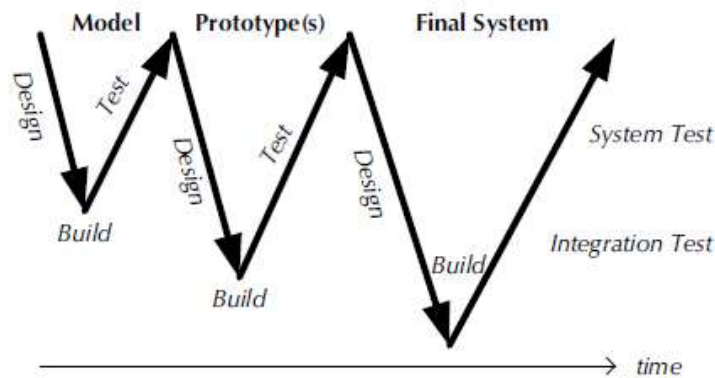 Model Prototype(s) Final System
Design Test Design Test Design
System Test
Build Integration Test
Build
Build
time